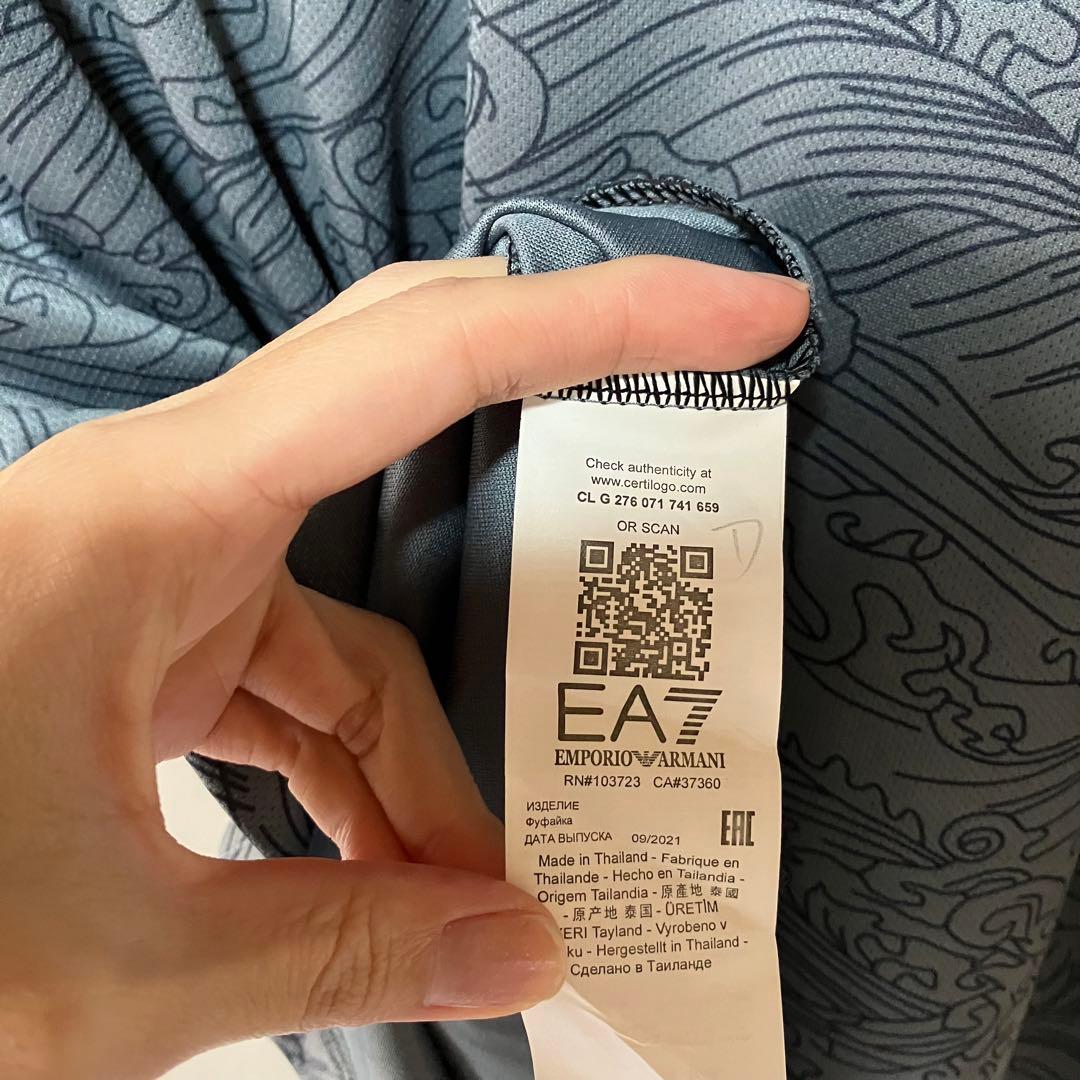 Check authenticity at
www.certilogo.com
CL G 276 071 741 659
OR SCAN
D
EA7
EMPORIO ARMANI
RN#103723 CA#37360
ИЗДЕЛИЕ
Фуфайка
ДАТА ВЫПУСКА 09/2021
EAC
Made in Thailand - Fabrique en
Thailande - Hecho en Tailandia -
Origem Tailandia - 原產地 泰國
- 原产地 泰国 - ÜRETİM
Tayland - Vyrobeno v
- Hergestellt in Thailand -
Сделано в Таиланде